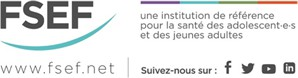 FSEF
www.fsef.net
une institution de référence
pour la santé des adolescent·e·s
et des jeunes adultes
Suivez-nous sur :